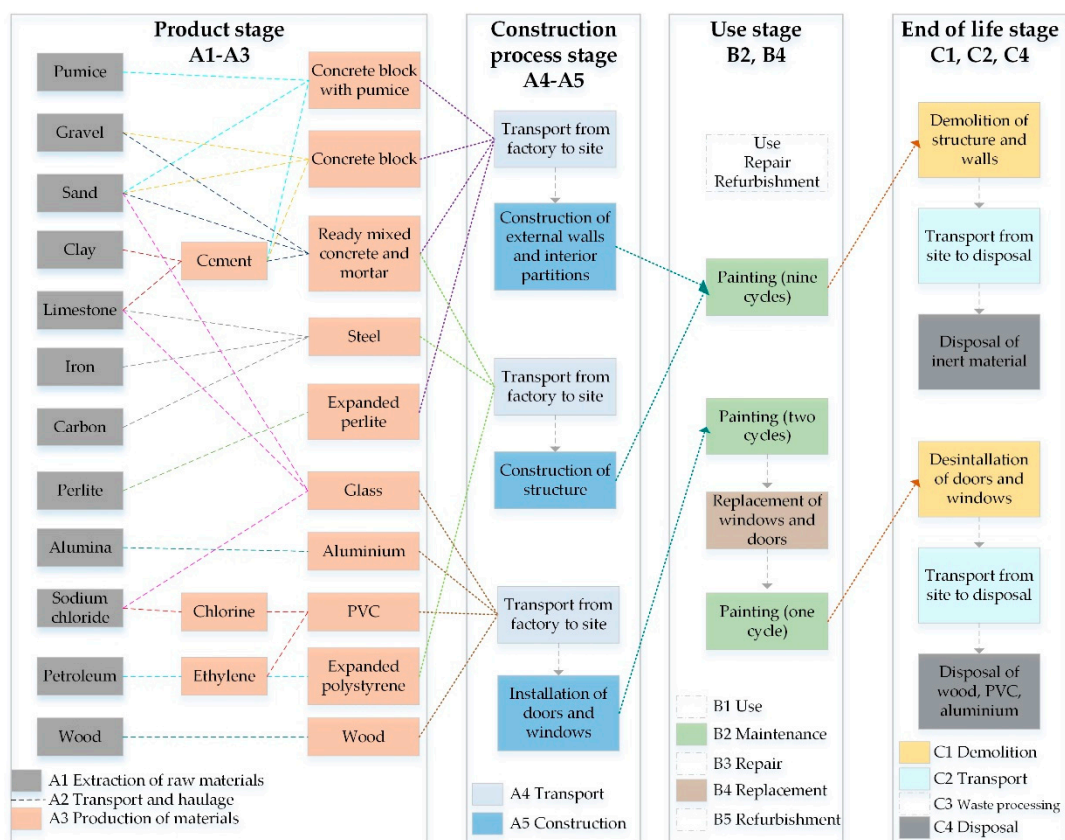 Product stage
A1-A3
Pumice
Gravel
Sand
Clay
Limestone
Iron
Carbon
Perlite
Alumina
Sodium
chloride
Petroleum
Wood
Cement
Chlorine
Ethylene
Concrete block
with pumice
Concrete block
Ready mixed
concrete and
mortar
Steel
Expanded
perlite
Glass
Aluminium
PVC
Expanded
polystyrene
Wood
A1 Extraction of raw materials
A2 Transport and haulage
A3 Production of materials
Construction
process stage
A4-A5
Transport from
factory to site
Construction of
external walls
and interior
partitions
Transport from
factory to site
Construction of
structure
Transport from
factory to site
Installation of
doors and
windows
A4 Transport
A5 Construction
Use stage
B2, B4
Use
Repair
Refurbishment
Painting (nine
cycles)
Painting (two
cycles)
Replacement of
windows and
doors
Painting (one
cycle)
B1 Use
B2 Maintenance
B3 Repair
B4 Replacement
B5 Refurbishment
End of life stage
C1, C2, C4
Demolition of
structure and
walls
Transport from
site to disposal
Disposal of
inert material
Desintallation
of doors and
windows
Transport from
site to disposal
Disposal of
wood, PVC,
aluminium
C1 Demolition
C2 Transport
C3 Waste processing
C4 Disposal